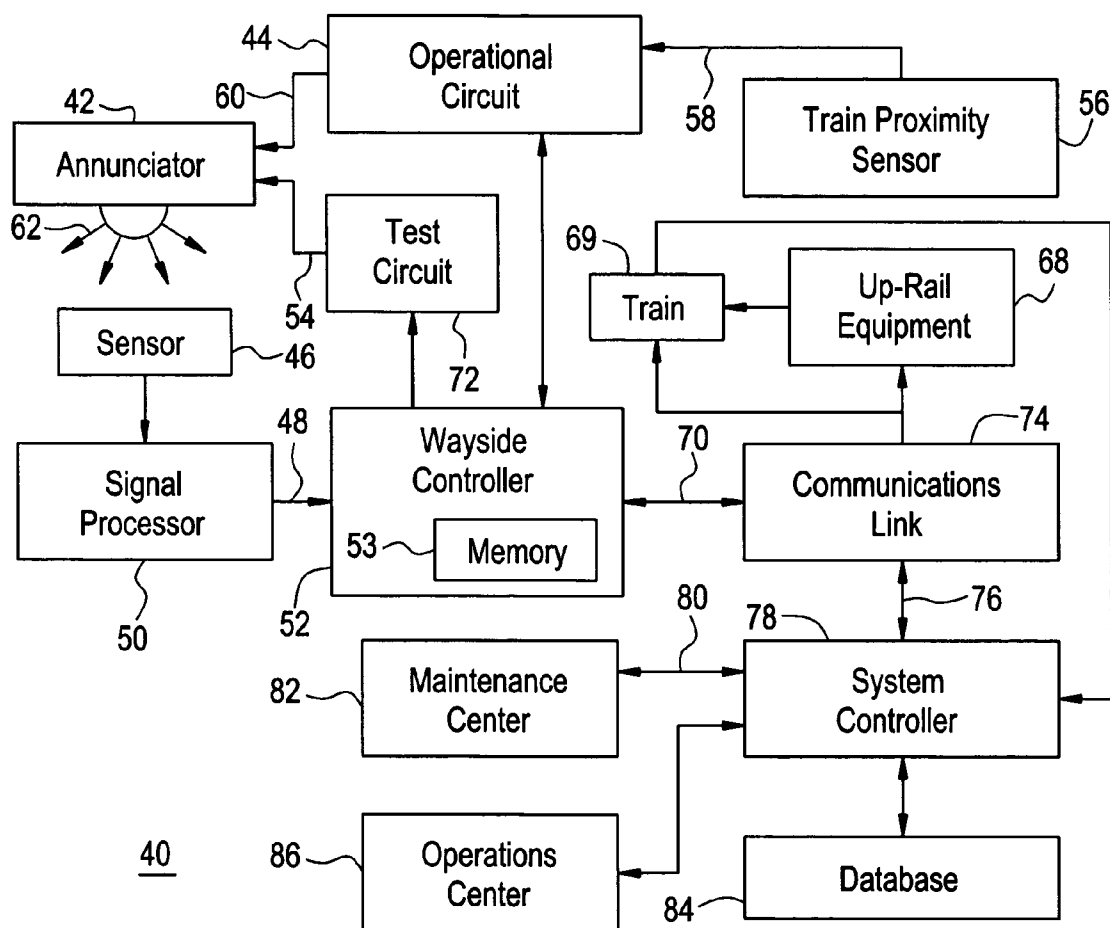 44
Operational
Circuit
58
Train Proximity
Sensor
56
60
42
Annunciator
62
54
Test
Circuit
72
69
Train
Up-Rail
Equipment
68
Sensor
46
48
Signal
Processor
50
Wayside
Controller
53
Memory
52
70
74
Communications
Link
76
80
78
82
Maintenance
Center
System
Controller
40
86
Operations
Center
84
Database